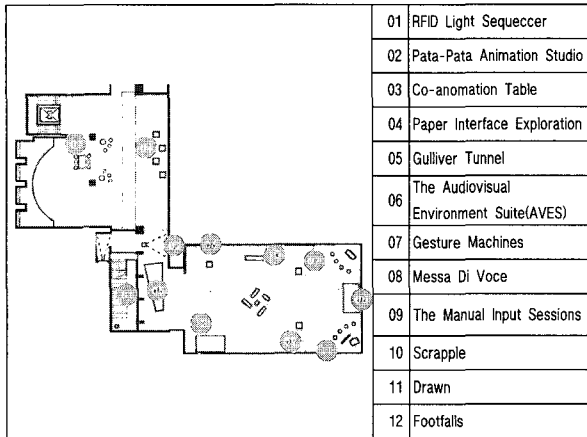 01 RFID Light Sequeccer
02 Pata-Pata Animation Studio
03 Co-anomation Table
04 Paper Interface Exploration
05 Gulliver Tunnel
06 The Audiovisual
Environment Suite(AVES)
07 Gesture Machines
08 Messa Di Voce
09 The Manual Input Sessions
10 Scrapple
11 Drawn
12 Footfalls